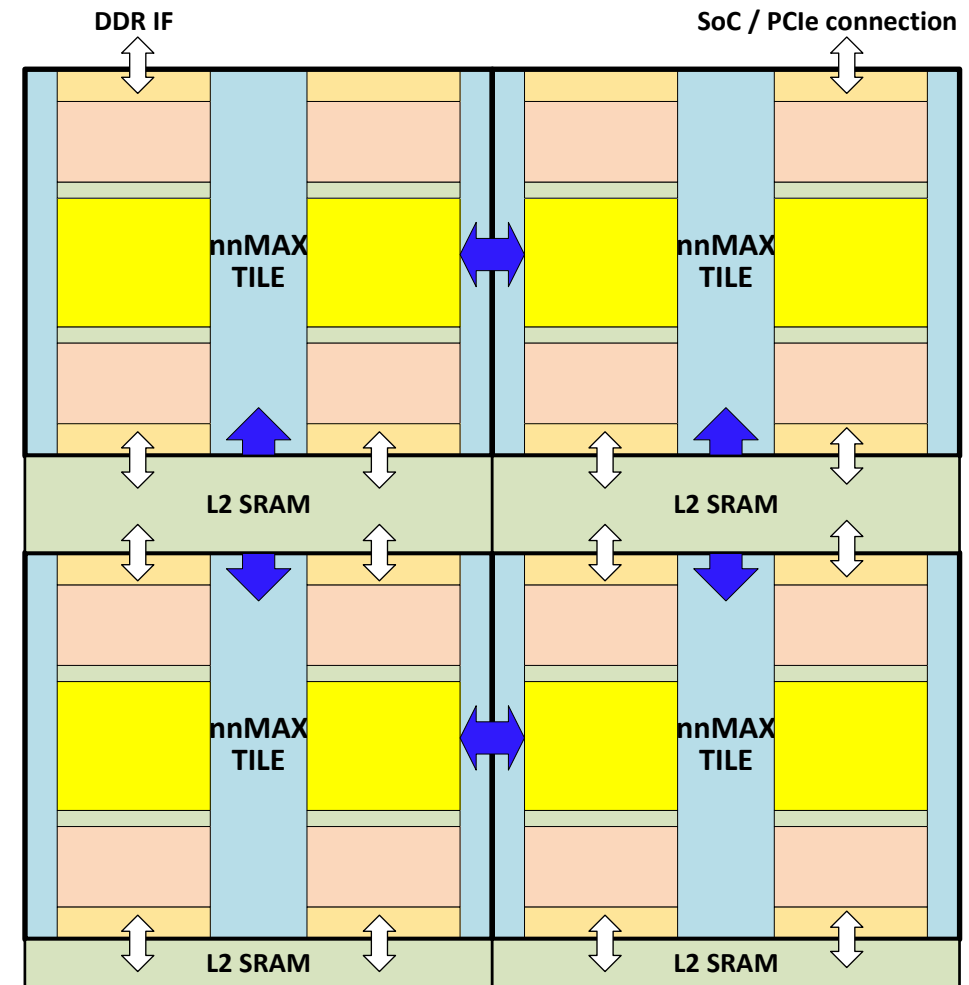 DDR IF
SoC / PCIe connection
nnMAX
TILE
nnMAX
TILE
L2 SRAM
L2 SRAM
nnMAX
TILE
nnMAX
TILE
L2 SRAM
L2 SRAM